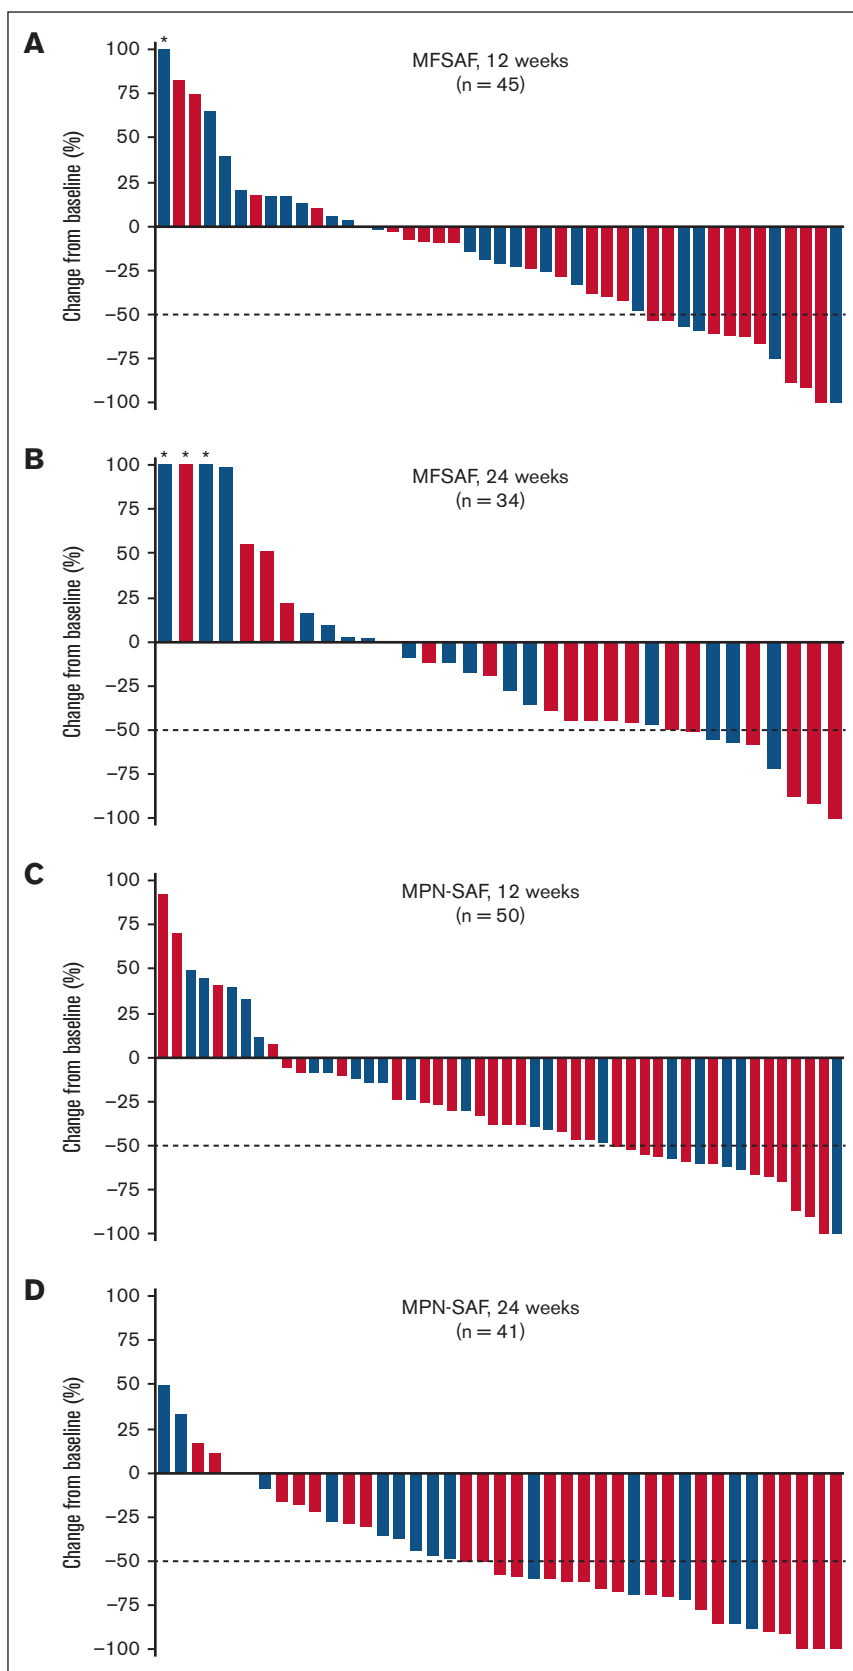 A
*
MFSAF, 12 weeks
(n = 45)
Change from baseline (%)
100
75
50
25
0
−25
−50
−75
−100
B
* * *
MFSAF, 24 weeks
(n = 34)
Change from baseline (%)
100
75
50
25
0
−25
−50
−75
−100
C
MPN-SAF, 12 weeks
(n = 50)
Change from baseline (%)
100
75
50
25
0
−25
−50
−75
−100
D
MPN-SAF, 24 weeks
(n = 41)
Change from baseline (%)
100
75
50
25
0
−25
−50
−75
−100